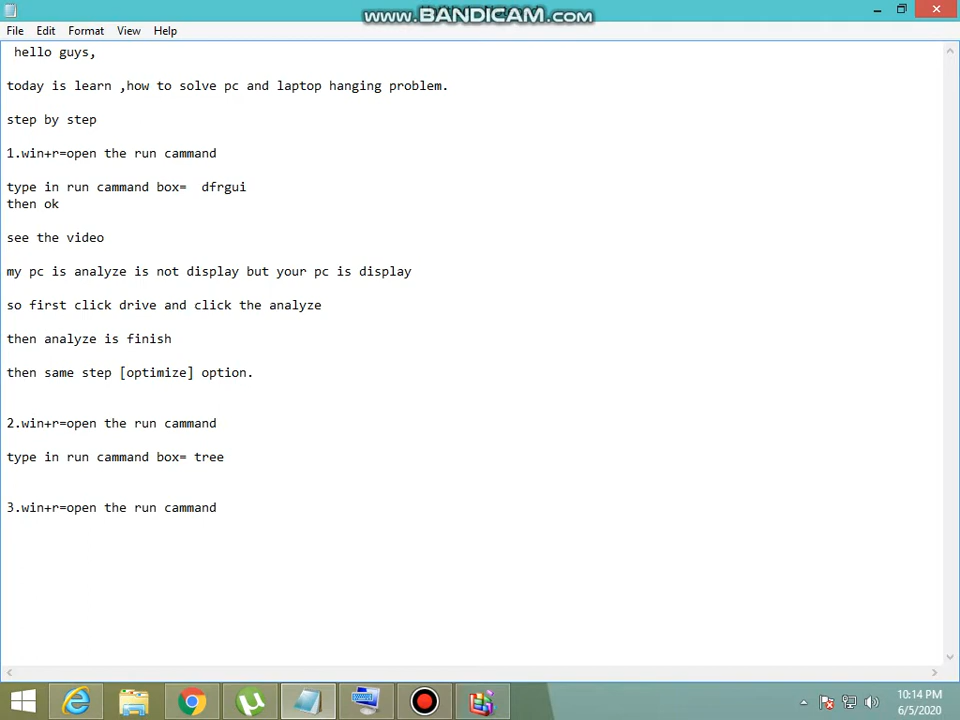 www.BANDICAM.com
File Edit Format View Help
hello guys,
today is learn ,how to solve pc and laptop hanging problem.
step by step
1.win+r=open the run cammand
type in run cammand box=  dfrgui
then ok
see the video
my pc is analyze is not display but your pc is display
so first click drive and click the analyze
then analyze is finish
then same step [optimize] option.
2.win+r=open the run cammand
type in run cammand box= tree
3.win+r=open the run cammand
10:14 PM
6/5/2020